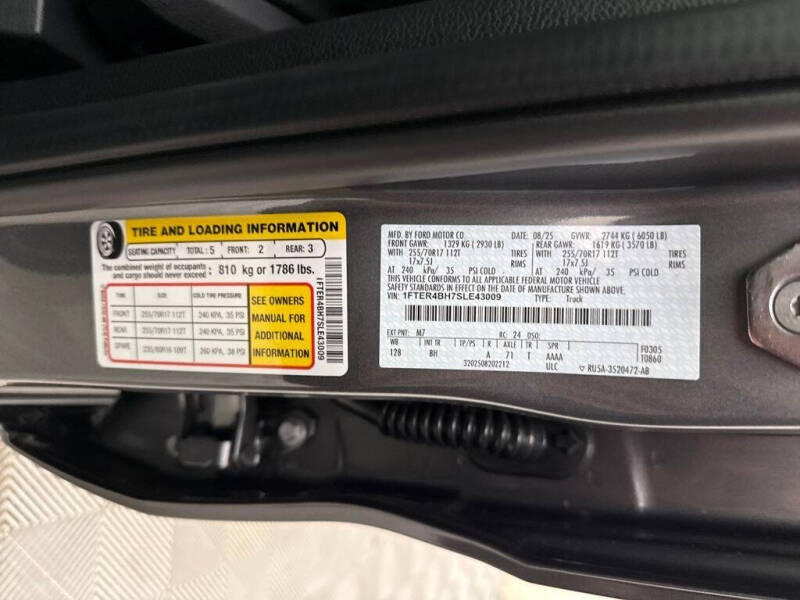 TIRE AND LOADING INFORMATION
SEATING CAPACITY TOTAL : 5 FRONT: 2 REAR: 3
The combined weight of occupants and cargo should never exceed : 810 kg or 1786 lbs.
TIRE SIZE COLD TIRE PRESSURE
FRONT 255/70R17 112T 240 KPA, 35 PSI
REAR 255/70R17 112T 240 KPA, 35 PSI
SPARE 235/80R16 109T 260 KPA, 38 PSI
SEE OWNERS
MANUAL FOR
ADDITIONAL
INFORMATION
1FTER4BH7SLE43009
MFD. BY FORD MOTOR CO. DATE: 08/25 GVWR: 2744 KG ( 6050 LB)
FRONT GAWR: 1329 KG ( 2930 LB) REAR GAWR: 1619 KG ( 3570 LB)
WITH 255/70R17 112T TIRES WITH 255/70R17 112T TIRES
17x7.5J RIMS 17x7.5J RIMS
AT 240 kPa/ 35 PSI COLD AT 240 kPa/ 35 PSI COLD
THIS VEHICLE CONFORMS TO ALL APPLICABLE FEDERAL MOTOR VEHICLE
SAFETY STANDARDS IN EFFECT ON THE DATE OF MANUFACTURE SHOWN ABOVE.
VIN: 1FTER4BH7SLE43009 TYPE: Truck
EXT PNT: M7 RC: 24 DSO:
WB INT TR TP/PS R AXLE TR SPR F0305
128 BH A 71 T AAAA T0860
3202508202212 ULC RU5A-3520472-AB